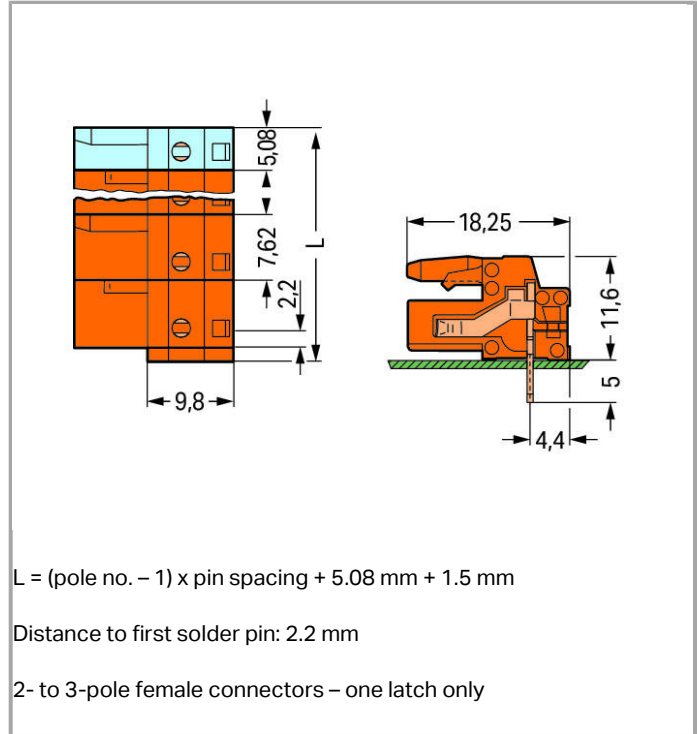 5,08
L
7,62
2,2
9,8
18,25
11,6
5
4,4
L = (pole no. – 1) x pin spacing + 5.08 mm + 1.5 mm
Distance to first solder pin: 2.2 mm
2- to 3-pole female connectors – one latch only